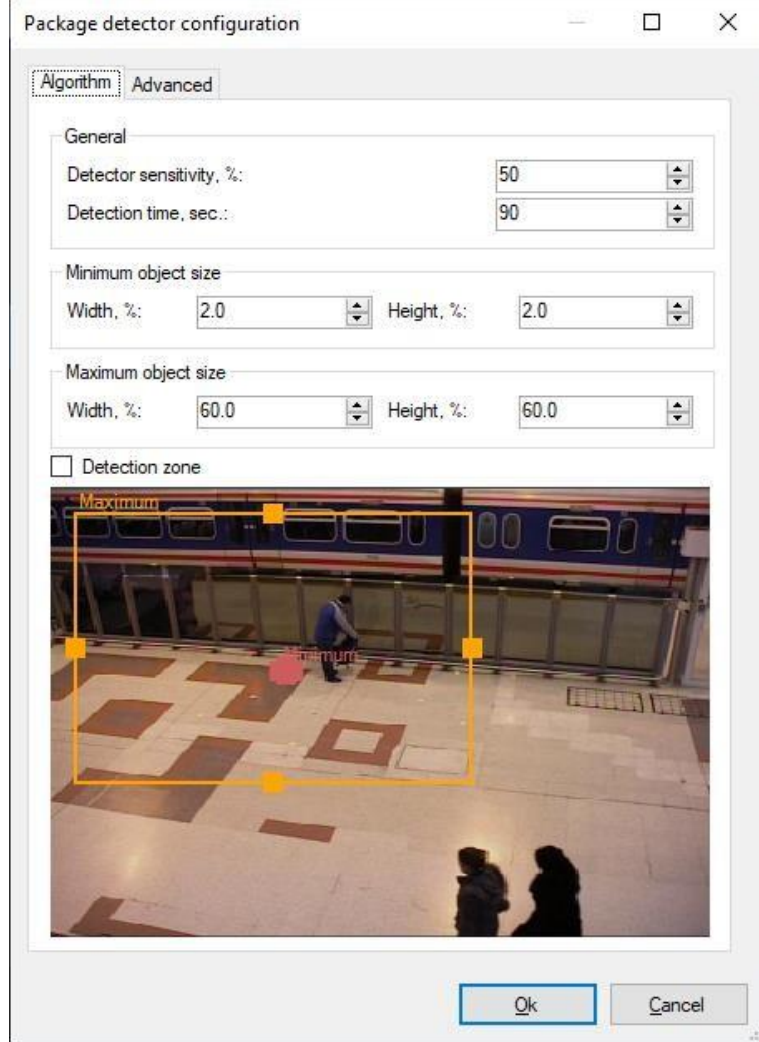 Package detector configuration
Algorithm Advanced
General
Detector sensitivity, %: 50
Detection time, sec.: 90
Minimum object size
Width, %: 2.0 Height, %: 2.0
Maximum object size
Width, %: 60.0 Height, %: 60.0
Detection zone
Maximum
Minimum
Ok Cancel